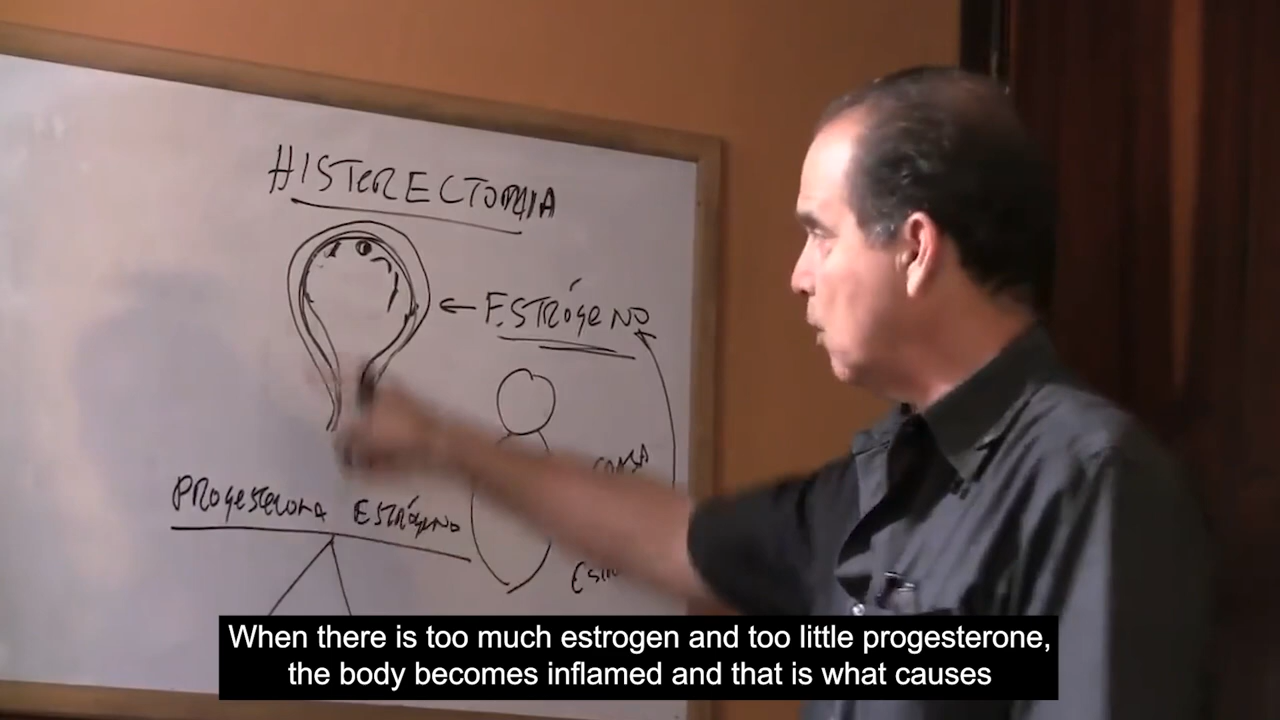 HISTERECTOMIA
← ESTRÓGENO
PROGESTERONA ESTRÓGENO
When there is too much estrogen and too little progesterone,
the body becomes inflamed and that is what causes